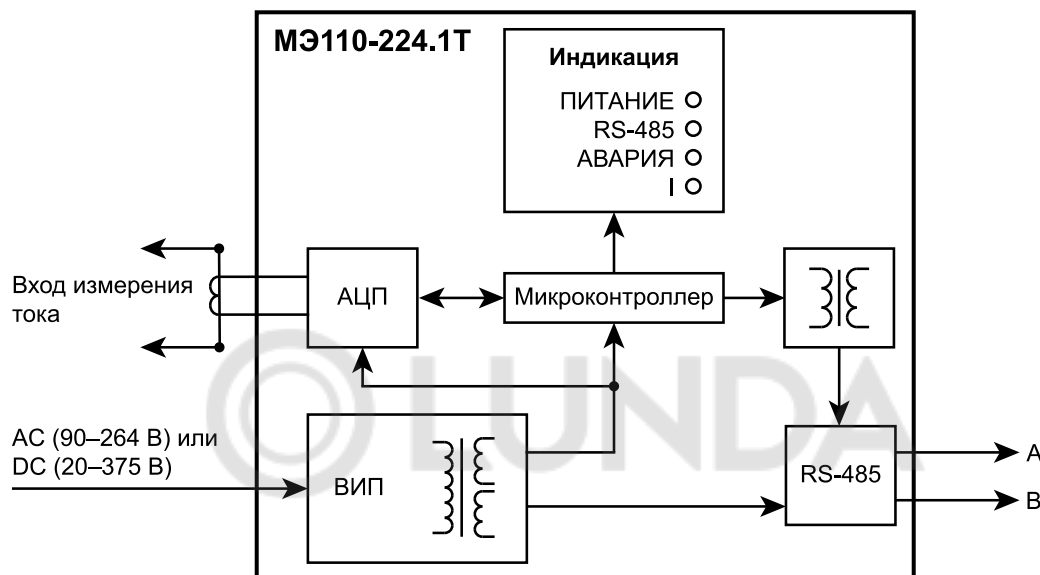 МЭ110-224.1Т
Индикация
ПИТАНИЕ
RS-485
АВАРИЯ
I
Вход измерения
тока
АЦП
Микроконтроллер
LUNDA
AC (90–264 В) или
DC (20–375 В)
ВИП
RS-485
A
B